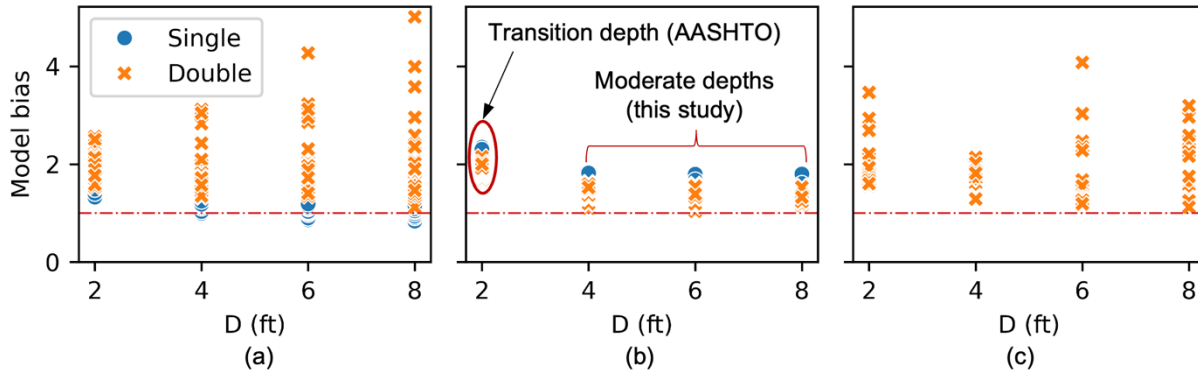 Single
Double
Transition depth (AASHTO)
Moderate depths
(this study)
Model bias
4
2
0
2 4 6 8
2 4 6 8
2 4 6 8
D (ft)
D (ft)
D (ft)
(a)
(b)
(c)